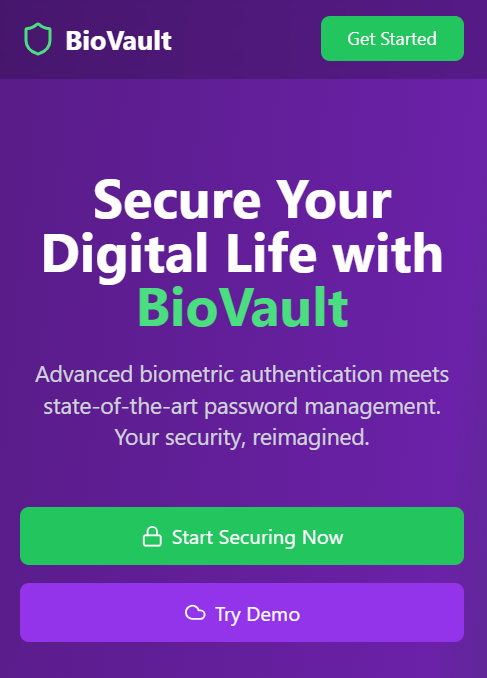 BioVault
Get Started
Secure Your
Digital Life with
BioVault
Advanced biometric authentication meets
state-of-the-art password management.
Your security, reimagined.
Start Securing Now
Try Demo